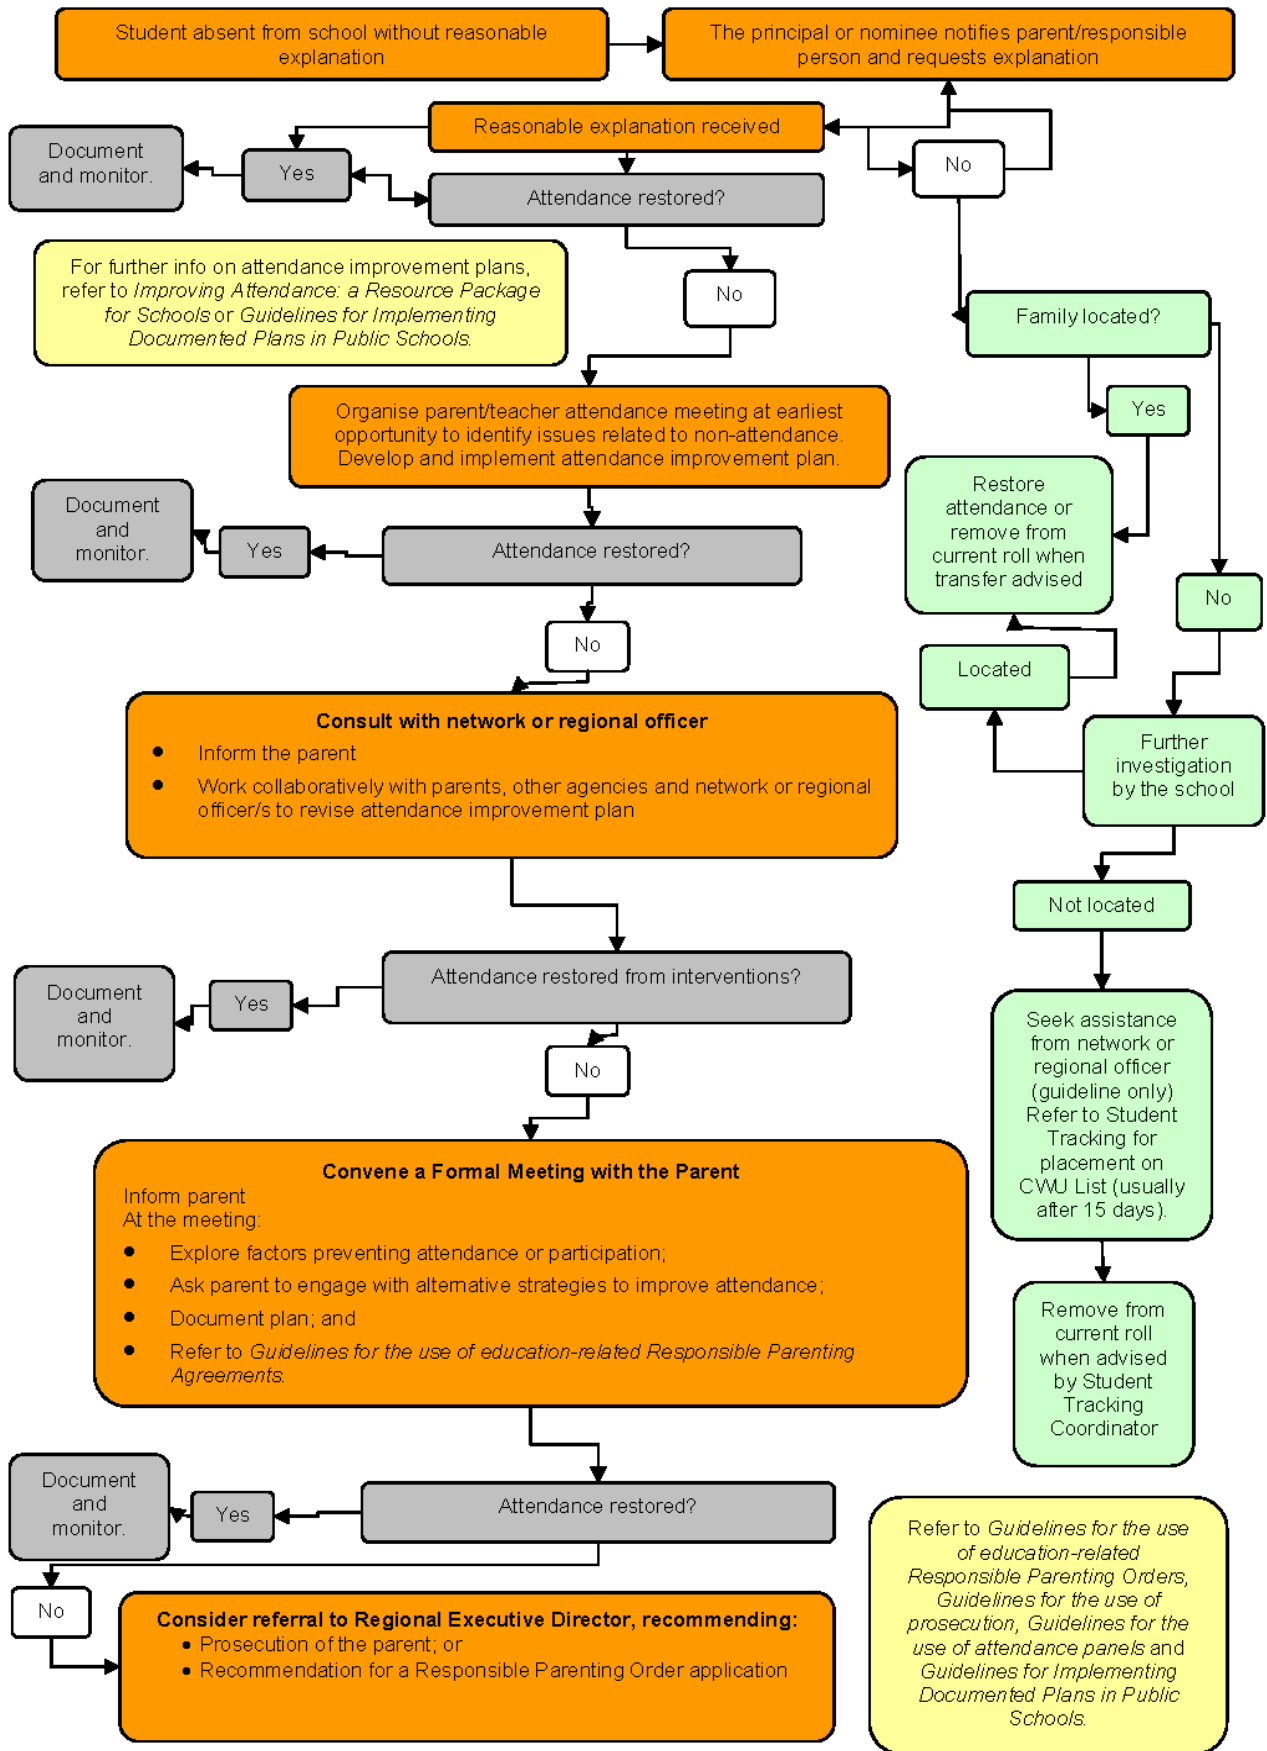 Student absent from school without reasonable
explanation
The principal or nominee notifies parent/responsible
person and requests explanation
Reasonable explanation received
Document
and monitor.
Yes
No
Attendance restored?
For further info on attendance improvement plans,
refer to Improving Attendance: a Resource Package
for Schools or Guidelines for Implementing
Documented Plans in Public Schools.
No
Family located?
Yes
Organise parent/teacher attendance meeting at earliest
opportunity to identify issues related to non-attendance.
Develop and implement attendance improvement plan.
Restore
attendance or
remove from
current roll when
transfer advised
Document
and
monitor.
Yes
Attendance restored?
No
No
Located
Consult with network or regional officer
● Inform the parent
● Work collaboratively with parents, other agencies and network or regional
officer/s to revise attendance improvement plan
Further
investigation
by the school
Not located
Attendance restored from interventions?
Document
and
monitor.
Yes
No
Seek assistance
from network or
regional officer
(guideline only)
Refer to Student
Tracking for
placement on
CWU List (usually
after 15 days).
Convene a Formal Meeting with the Parent
Inform parent
At the meeting:
● Explore factors preventing attendance or participation;
● Ask parent to engage with alternative strategies to improve attendance;
● Document plan; and
● Refer to Guidelines for the use of education-related Responsible Parenting
Agreements.
Remove from
current roll
when advised
by Student
Tracking
Coordinator
Document
and
monitor.
Yes
Attendance restored?
No
Consider referral to Regional Executive Director, recommending:
● Prosecution of the parent; or
● Recommendation for a Responsible Parenting Order application
Refer to Guidelines for the use
of education-related
Responsible Parenting Orders,
Guidelines for the use of
prosecution, Guidelines for the
use of attendance panels and
Guidelines for Implementing
Documented Plans in Public
Schools.